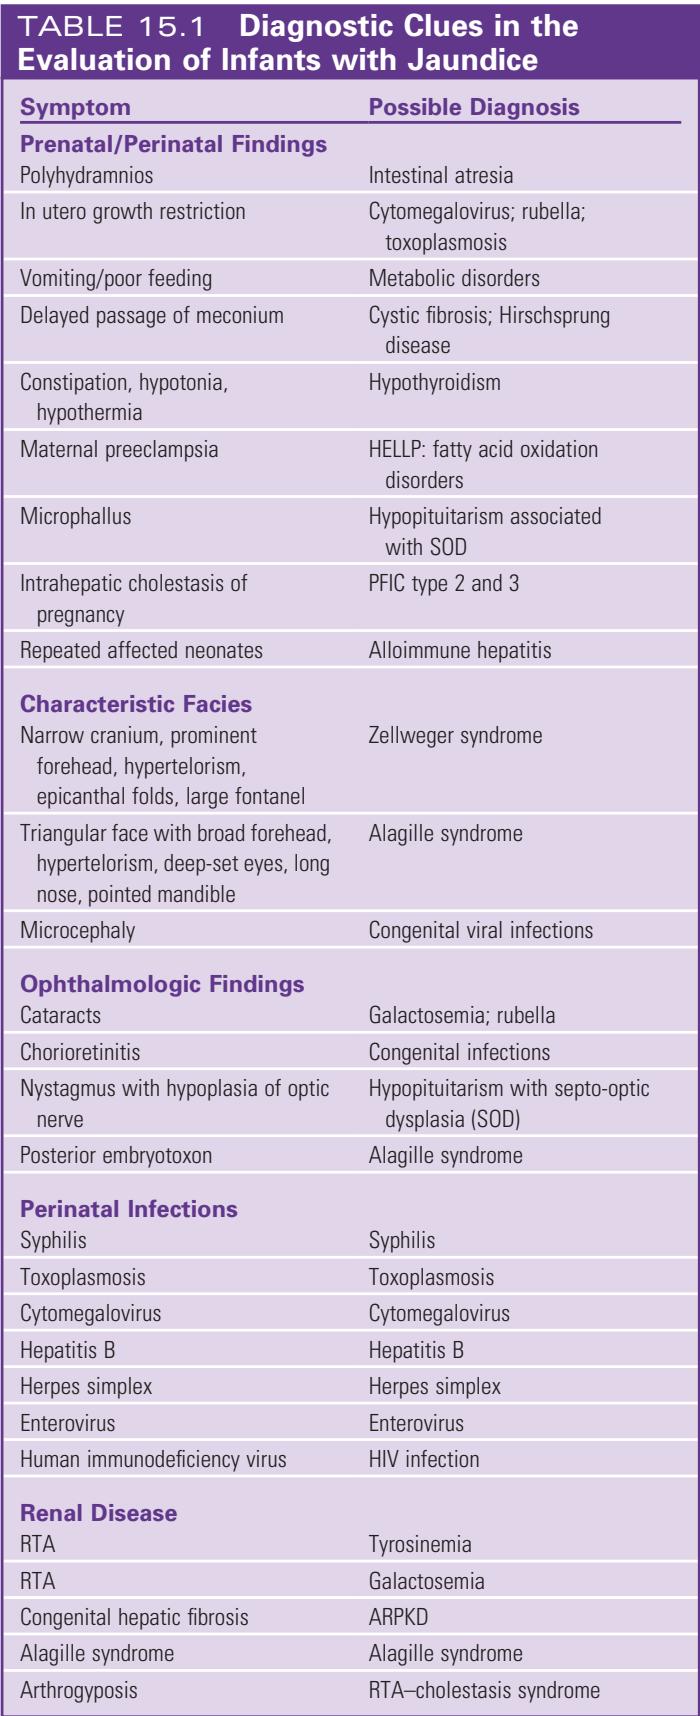 TABLE 15.1 Diagnostic Clues in the
Evaluation of Infants with Jaundice
Symptom Possible Diagnosis
Prenatal/Perinatal Findings
Polyhydramnios Intestinal atresia
In utero growth restriction Cytomegalovirus; rubella;
toxoplasmosis
Vomiting/poor feeding Metabolic disorders
Delayed passage of meconium Cystic fibrosis; Hirschsprung
disease
Constipation, hypotonia, Hypothyroidism
hypothermia
Maternal preeclampsia HELLP: fatty acid oxidation
disorders
Microphallus Hypopituitarism associated
with SOD
Intrahepatic cholestasis of PFIC type 2 and 3
pregnancy
Repeated affected neonates Alloimmune hepatitis
Characteristic Facies
Narrow cranium, prominent Zellweger syndrome
forehead, hypertelorism,
epicanthal folds, large fontanel
Triangular face with broad forehead, Alagille syndrome
hypertelorism, deep-set eyes, long
nose, pointed mandible
Microcephaly Congenital viral infections
Ophthalmologic Findings
Cataracts Galactosemia; rubella
Chorioretinitis Congenital infections
Nystagmus with hypoplasia of optic Hypopituitarism with septo-optic
nerve dysplasia (SOD)
Posterior embryotoxon Alagille syndrome
Perinatal Infections
Syphilis Syphilis
Toxoplasmosis Toxoplasmosis
Cytomegalovirus Cytomegalovirus
Hepatitis B Hepatitis B
Herpes simplex Herpes simplex
Enterovirus Enterovirus
Human immunodeficiency virus HIV infection
Renal Disease
RTA Tyrosinemia
RTA Galactosemia
Congenital hepatic fibrosis ARPKD
Alagille syndrome Alagille syndrome
Arthrogyposis RTA–cholestasis syndrome